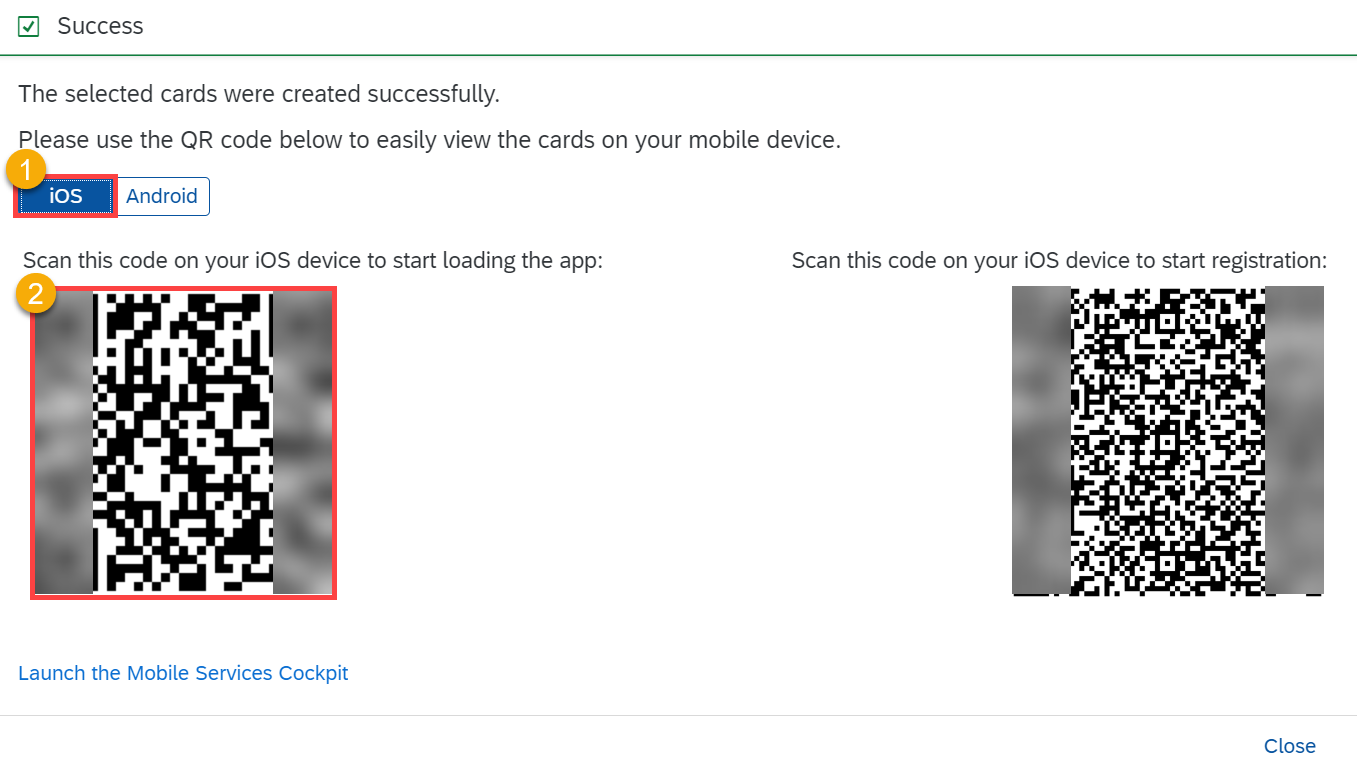 Success
The selected cards were created successfully.
Please use the QR code below to easily view the cards on your mobile device.
1
iOS Android
Scan this code on your iOS device to start loading the app: Scan this code on your iOS device to start registration:
2
Launch the Mobile Services Cockpit
Close